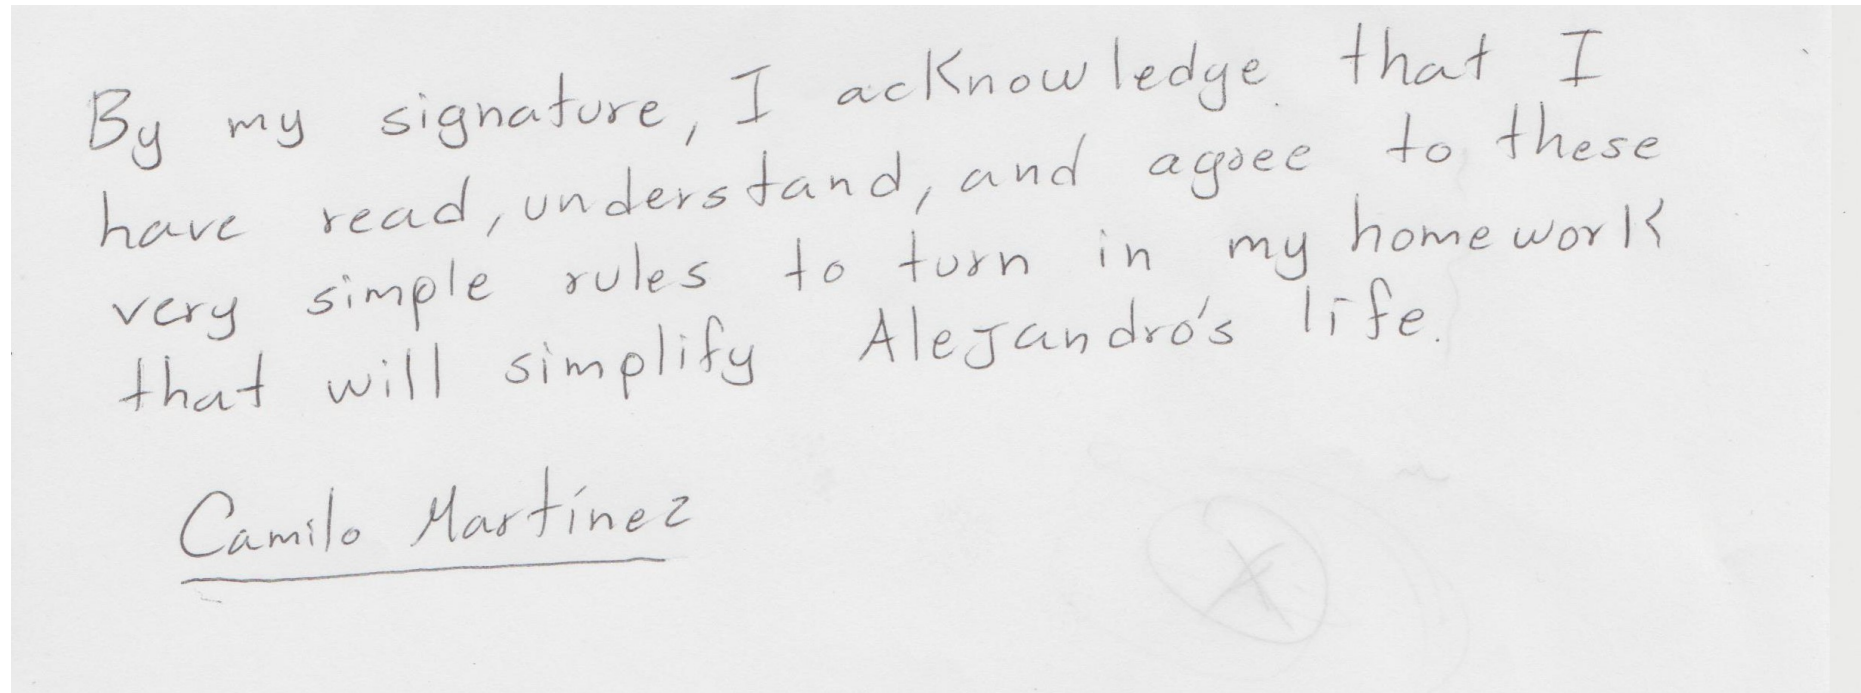 By my signature, I acknowledge that I
have read, understand, and agree to these
very simple rules to turn in my homework
that will simplify Alejandro's life.
Camilo Martínez